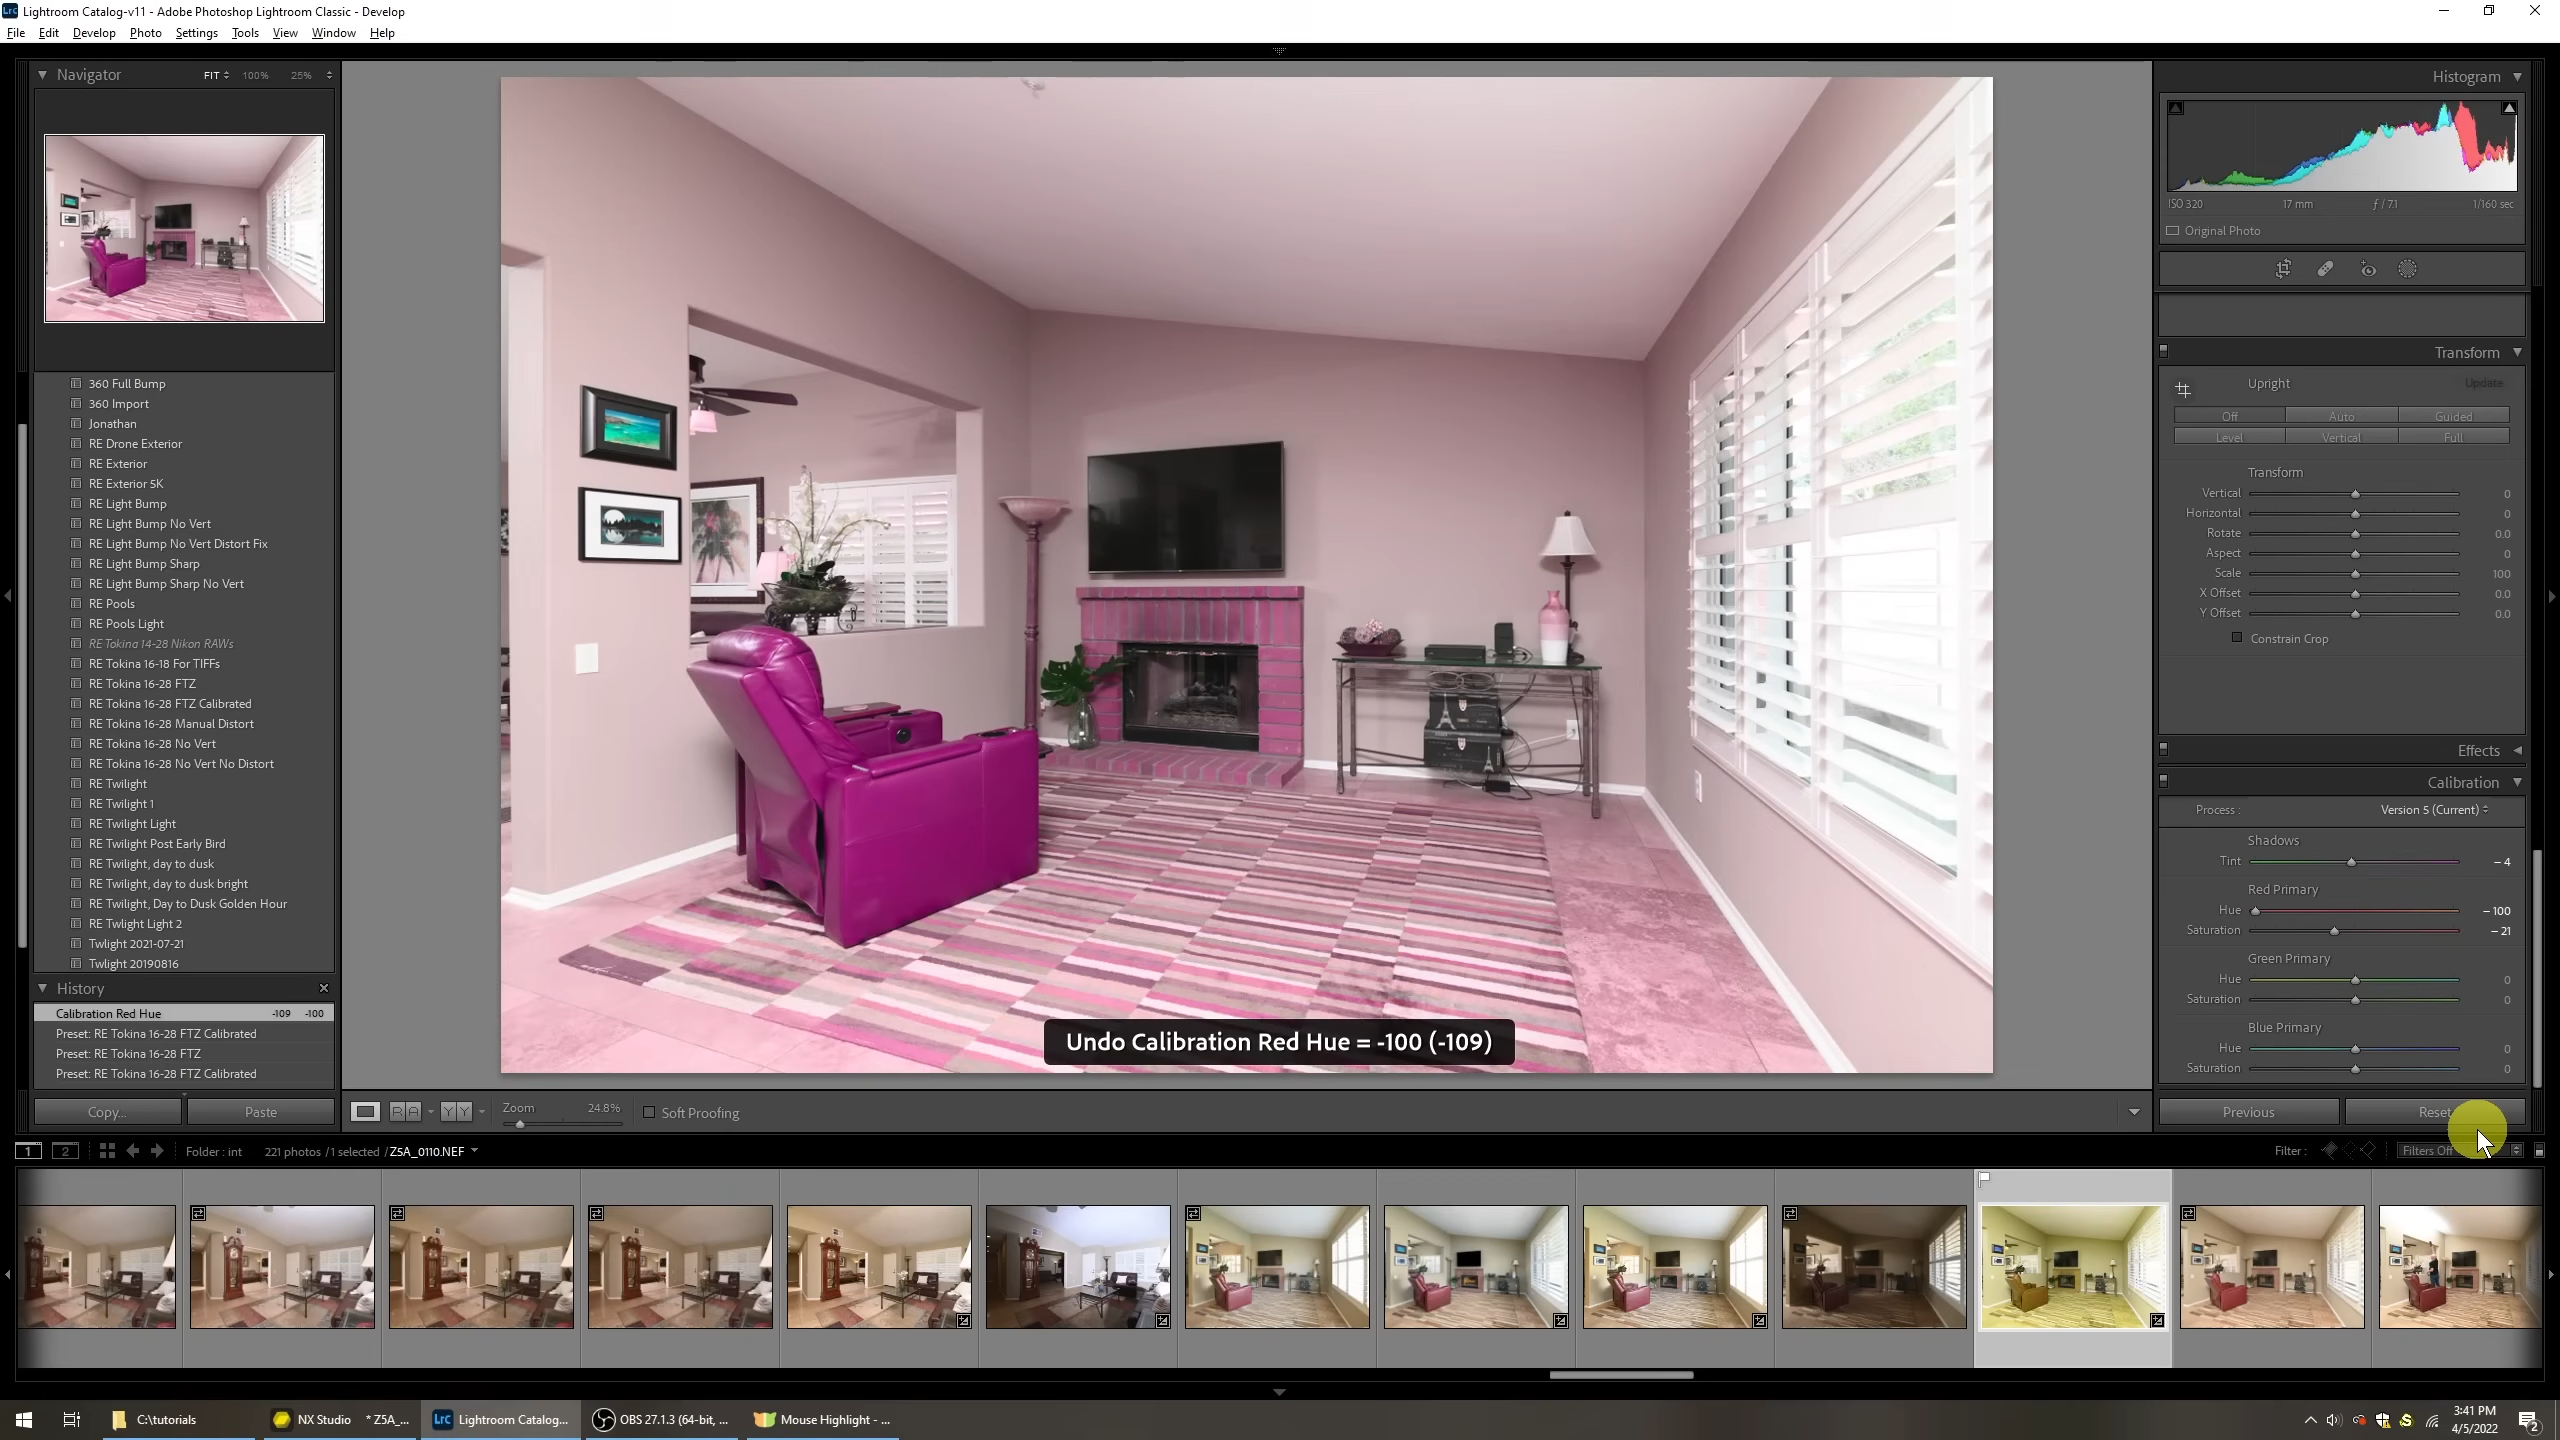 Lightroom Catalog-v11 - Adobe Photoshop Lightroom Classic - Develop
File Edit Develop Photo Settings Tools View Window Help
Navigator FIT 100% 25%
360 Full Bump
360 Import
Jonathan
RE Drone Exterior
RE Exterior
RE Exterior 5K
RE Light Bump
RE Light Bump No Vert
RE Light Bump No Vert Distort Fix
RE Light Bump Sharp
RE Light Bump Sharp No Vert
RE Pools
RE Pools Light
RE Tokina 14-28 Nikon RAWs
RE Tokina 16-18 For TIFFs
RE Tokina 16-28 FTZ
RE Tokina 16-28 FTZ Calibrated
RE Tokina 16-28 Manual Distort
RE Tokina 16-28 No Vert
RE Tokina 16-28 No Vert No Distort
RE Twilight
RE Twilight 1
RE Twilight Light
RE Twilight Post Early Bird
RE Twilight, day to dusk
RE Twilight, day to dusk bright
RE Twilight, Day to Dusk Golden Hour
RE Twlight Light 2
Twlight 2021-07-21
Twlight 20190816
History
Calibration Red Hue -109 -100
Preset: RE Tokina 16-28 FTZ Calibrated
Preset: RE Tokina 16-28 FTZ
Preset: RE Tokina 16-28 FTZ Calibrated
Copy... Paste
Undo Calibration Red Hue = -100 (-109)
Zoom 24.8% Soft Proofing
Histogram
ISO 320 17 mm ƒ / 7.1 1/160 sec
Original Photo
Transform
Upright Update
Off Auto Guided
Level Vertical Full
Transform
Vertical 0
Horizontal 0
Rotate 0.0
Aspect 0
Scale 100
X Offset 0.0
Y Offset 0.0
Constrain Crop
Effects
Calibration
Process : Version 5 (Current)
Shadows
Tint – 4
Red Primary
Hue – 100
Saturation – 21
Green Primary
Hue 0
Saturation 0
Blue Primary
Hue 0
Saturation 0
Previous Reset
1 2 Folder : int 221 photos / 1 selected / Z5A_0110.NEF Filter : Filters Off
C:\tutorials NX Studio * Z5A_... Lightroom Catalog... OBS 27.1.3 (64-bit, ... Mouse Highlight - ...
3:41 PM
4/5/2022
2